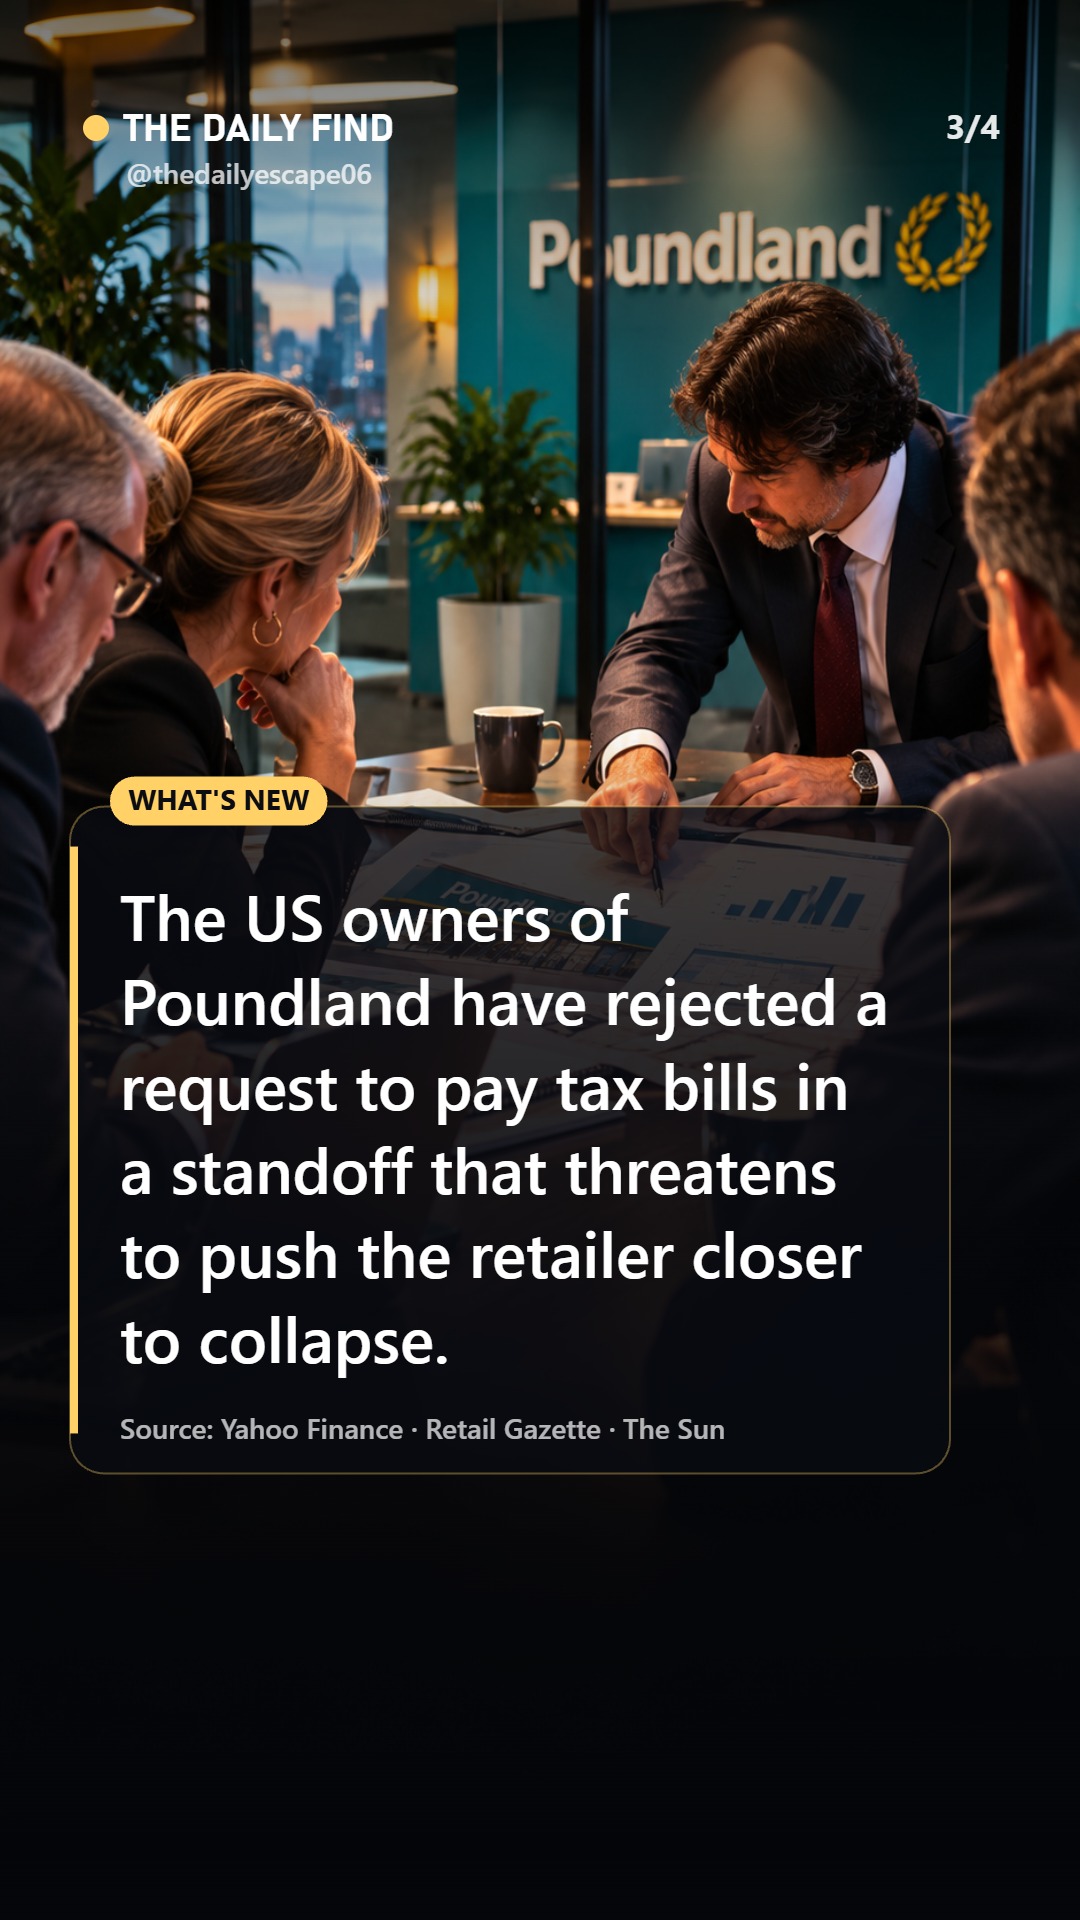 THE DAILY FIND
3/4
@thedailyescape06
Poundland
WHAT'S NEW
Poundland
The US owners of
Poundland have rejected a
request to pay tax bills in
a standoff that threatens
to push the retailer closer
to collapse.
Source: Yahoo Finance · Retail Gazette · The Sun